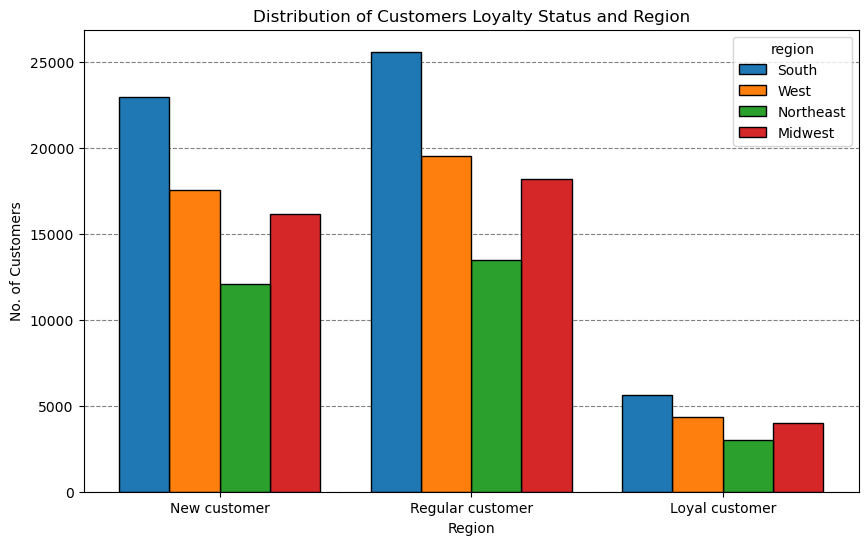 Distribution of Customers Loyalty Status and Region
region
South
West
Northeast
Midwest
25000
20000
15000
10000
5000
0
No. of Customers
New customer
Regular customer
Loyal customer
Region